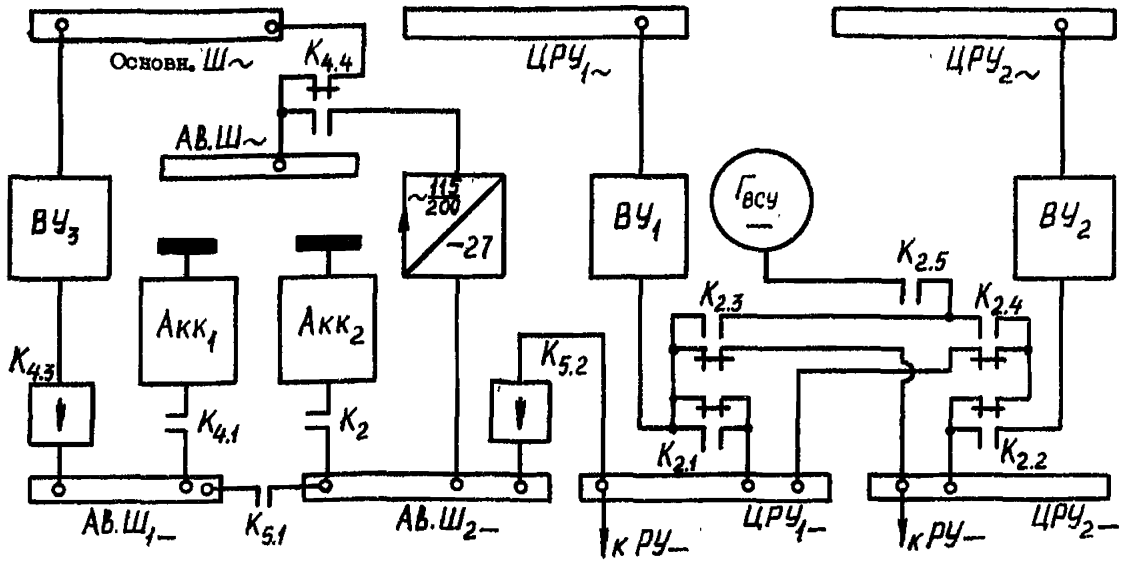 Основн. Ш~
К4.4
ЦРУ1~
ЦРУ2~
АВ.Ш~
ВУ3
~115/200
-27
ВУ1
ГВСУ
ВУ2
К2.5
Акк1
Акк2
К2.3
К2.4
К4.3
К5.2
К4.1
К2
К2.1
К2.2
АВ.Ш1–
К5.1
АВ.Ш2–
кРУ–
ЦРУ1–
кРУ–
ЦРУ2–